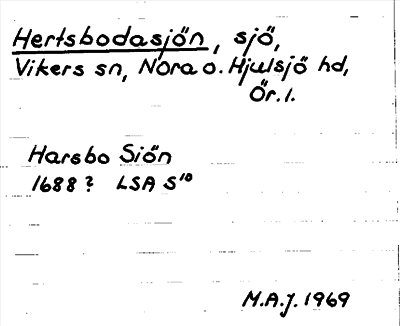 Hertsbodasjön, sjö,
Vikers sn, Nora o. Hjulsjö hd,
Ör. l.
Harsbo Siön
1688? LSA S¹⁰
M.A.J. 1969